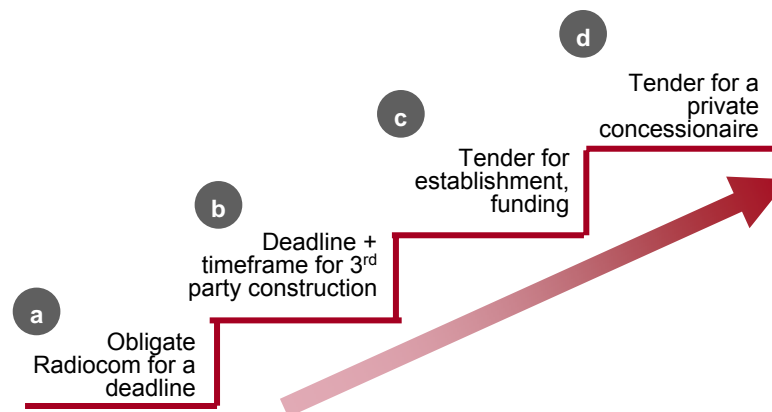 a
Obligate
Radiocom for a
deadline
b
Deadline +
timeframe for 3rd
party construction
c
Tender for
establishment,
funding
d
Tender for a
private
concessionaire